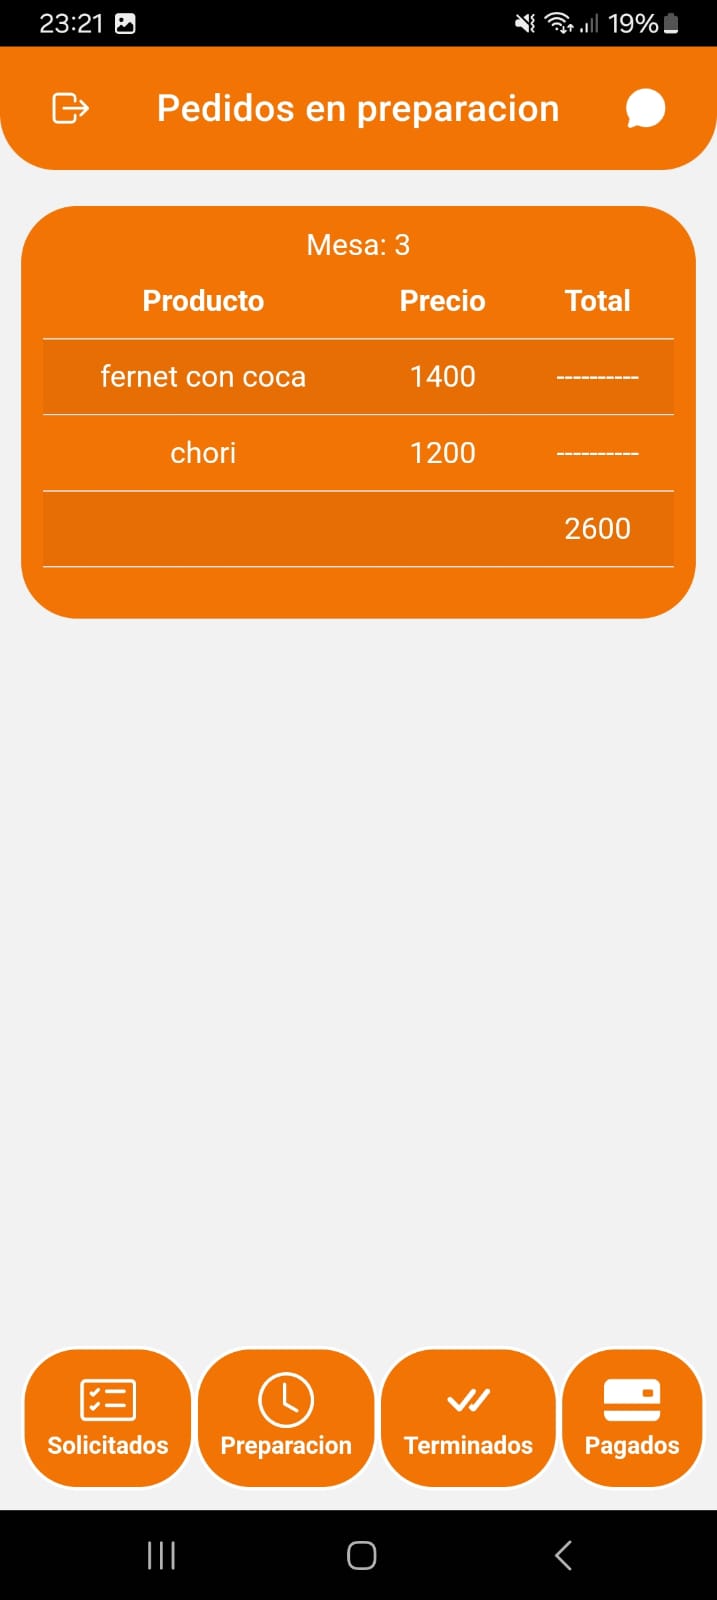 23:21 19%
Pedidos en preparacion
Mesa: 3
Producto Precio Total
fernet con coca 1400 ----------
chori 1200 ----------
2600
Solicitados Preparacion Terminados Pagados